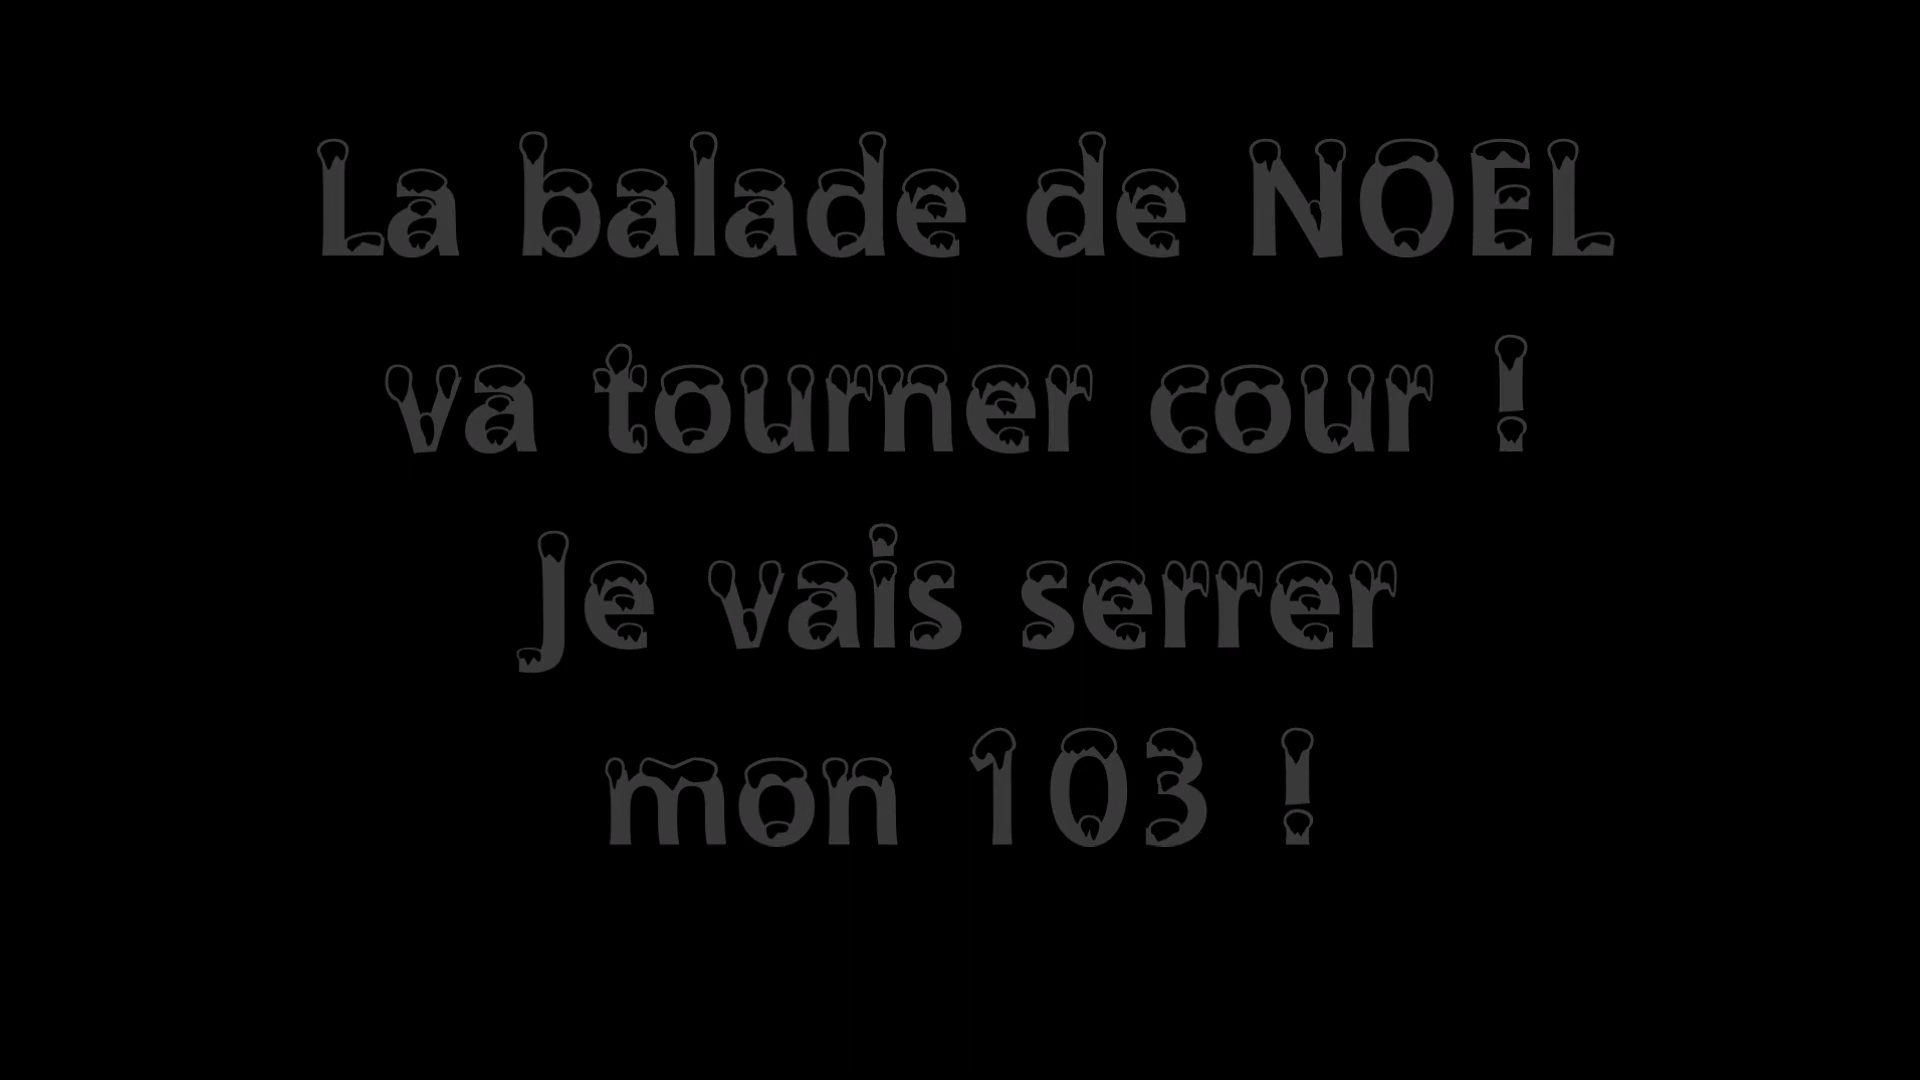 La balade de NOEL
va tourner cour !
Je vais serrer
mon 103 !